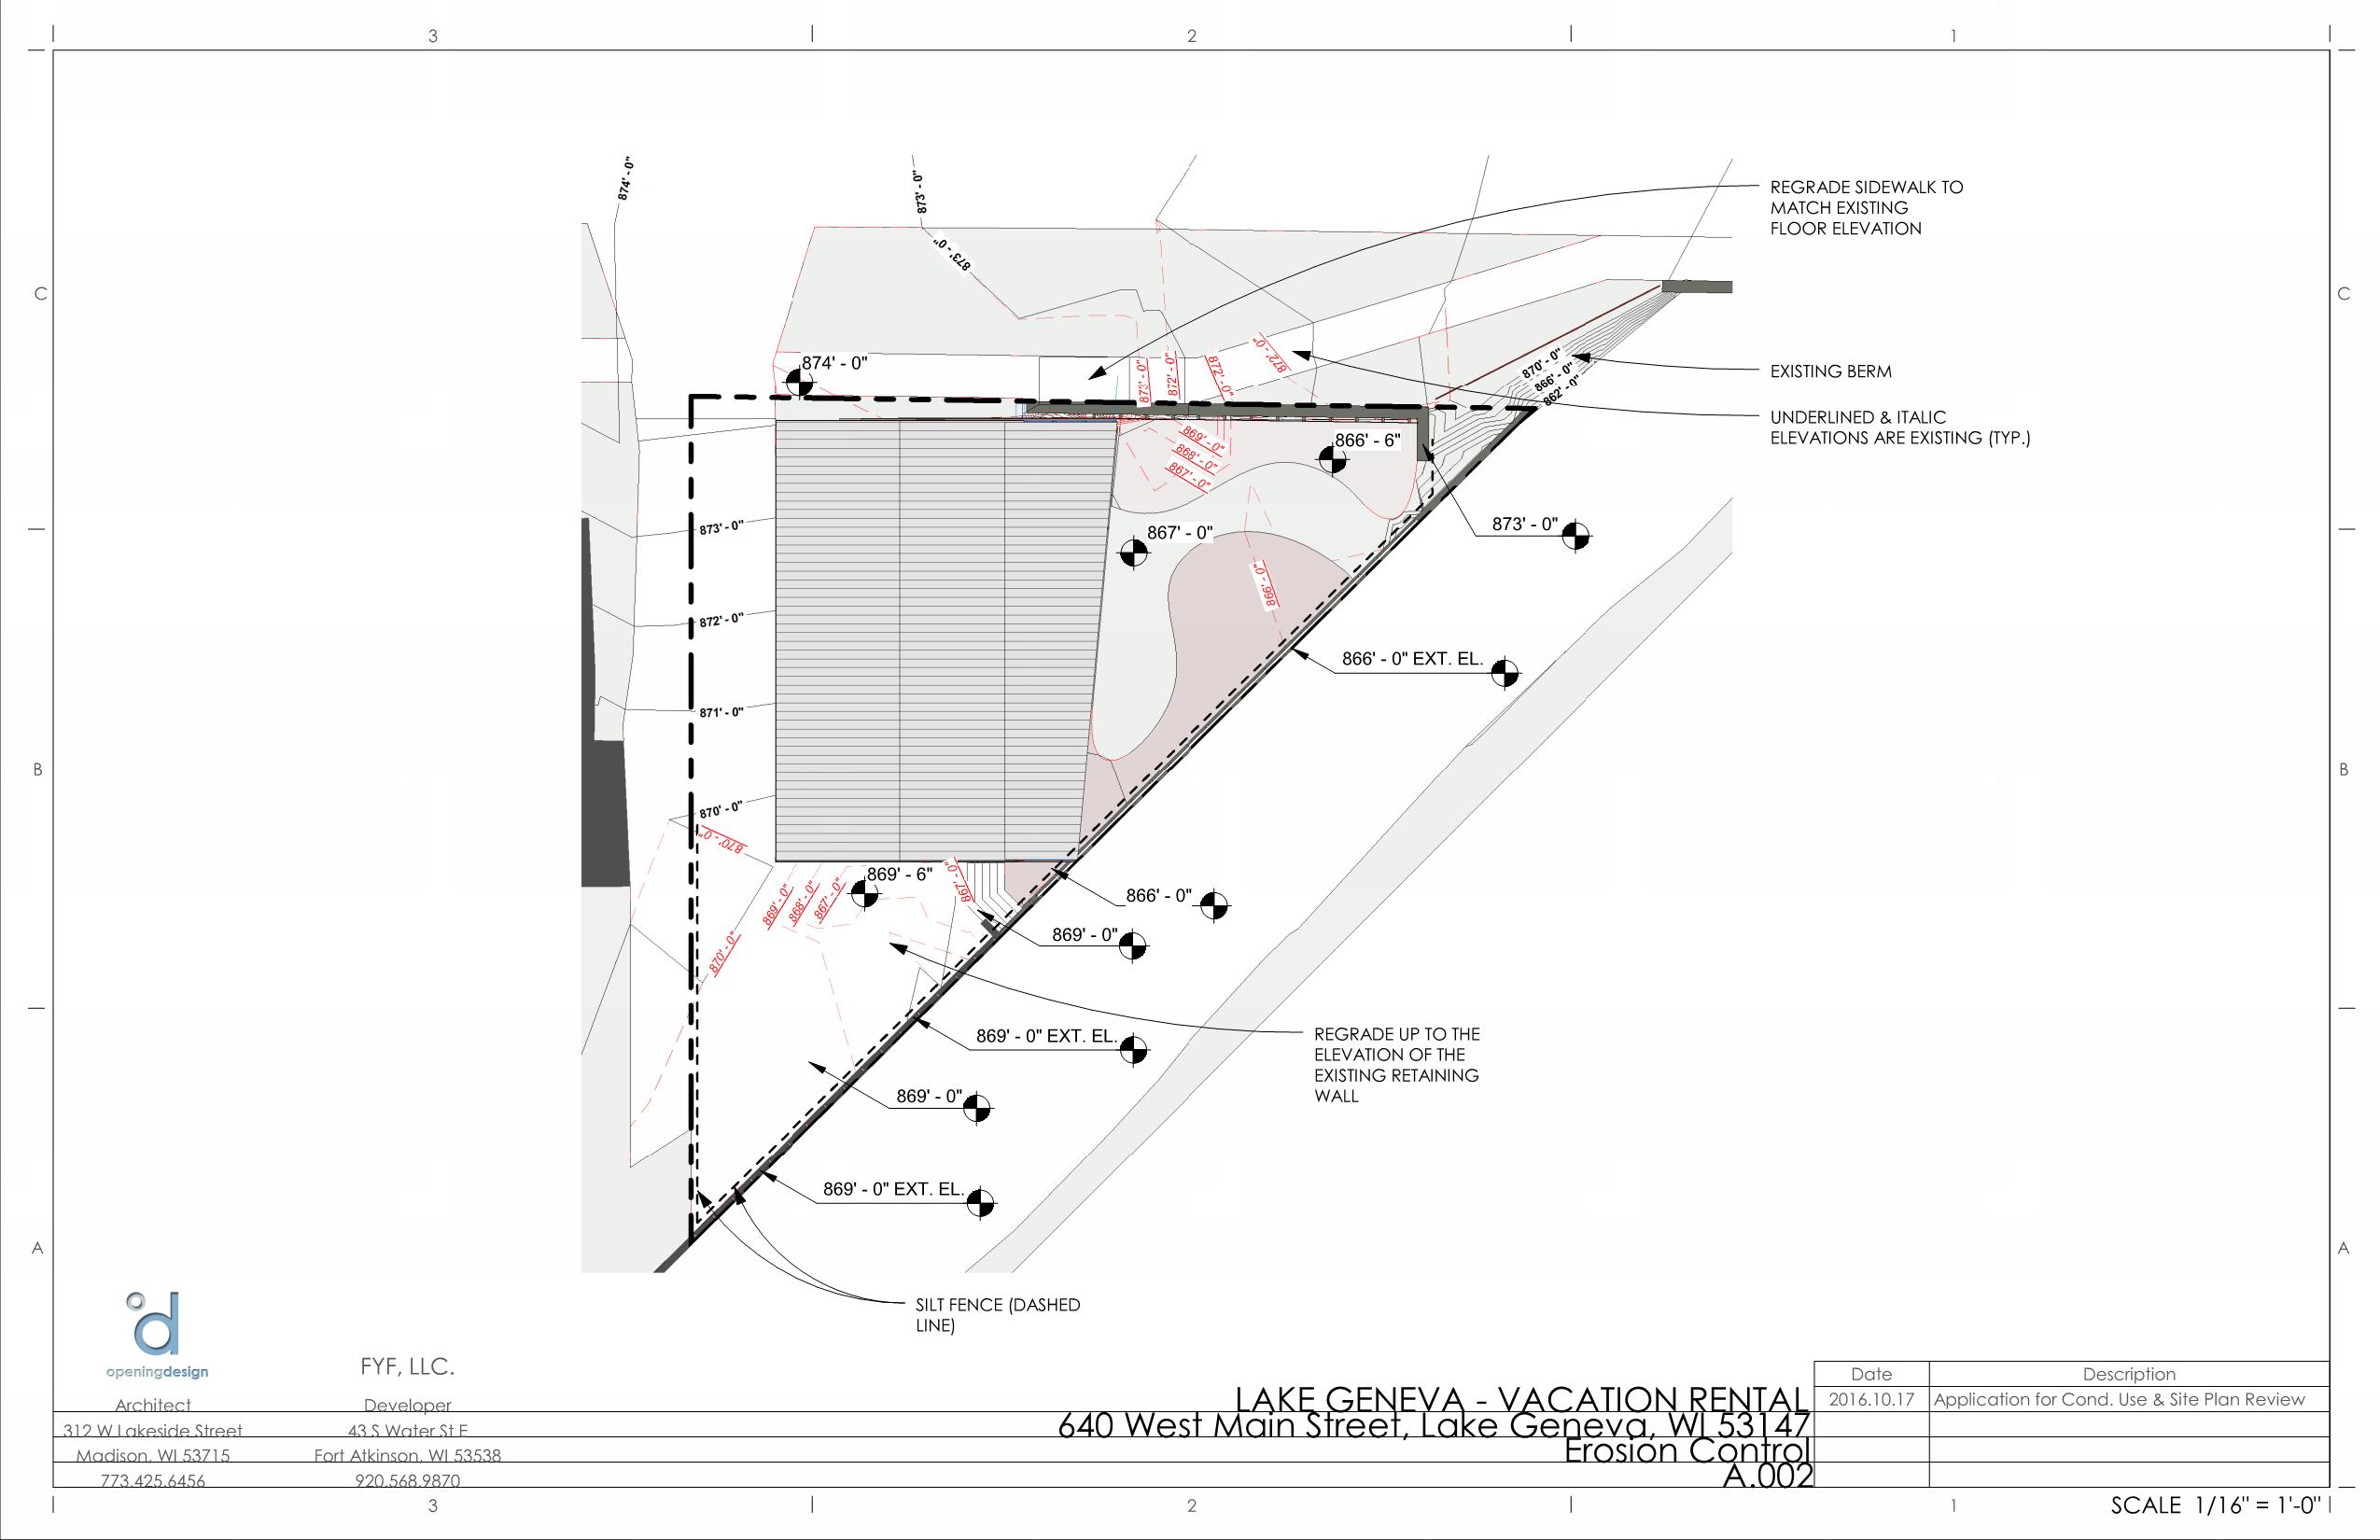 3
2
1
874' - 0"
873' - 0"
873' - 0"
REGRADE SIDEWALK TO
MATCH EXISTING
FLOOR ELEVATION
C
C
874' - 0"
873' - 0"
872' - 0"
872' - 0"
872' - 0"
870' - 0"
866' - 0"
862' - 0"
EXISTING BERM
UNDERLINED & ITALIC
ELEVATIONS ARE EXISTING (TYP.)
869' - 0"
868' - 0"
867' - 0"
866' - 6"
873' - 0"
867' - 0"
873' - 0"
866' - 0"
872' - 0"
866' - 0" EXT. EL.
871' - 0"
B
B
870' - 0"
870' - 0"
869' - 6"
867' - 0"
869' - 0"
868' - 0"
867' - 0"
866' - 0"
869' - 0"
870' - 0"
869' - 0" EXT. EL.
REGRADE UP TO THE
ELEVATION OF THE
EXISTING RETAINING
WALL
869' - 0"
869' - 0" EXT. EL.
A
A
SILT FENCE (DASHED
LINE)
openingdesign
Architect
312 W Lakeside Street
Madison, WI 53715
773.425.6456
FYF, LLC.
Developer
43 S Water St E
Fort Atkinson, WI 53538
920.568.9870
LAKE GENEVA - VACATION RENTAL
640 West Main Street, Lake Geneva, WI 53147
Erosion Control
A.002
Date Description
2016.10.17 Application for Cond. Use & Site Plan Review
3
2
1
SCALE 1/16" = 1'-0"